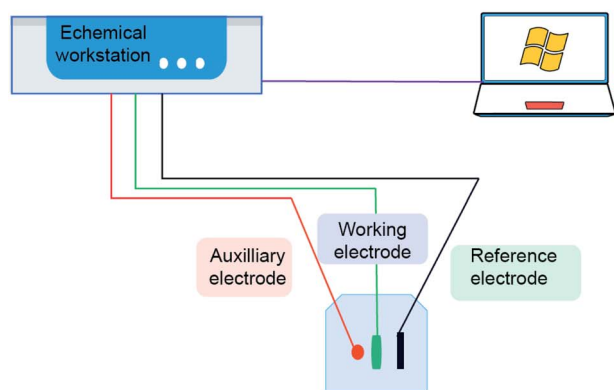 Echemical
workstation
Working
electrode
Auxilliary
electrode
Reference
electrode